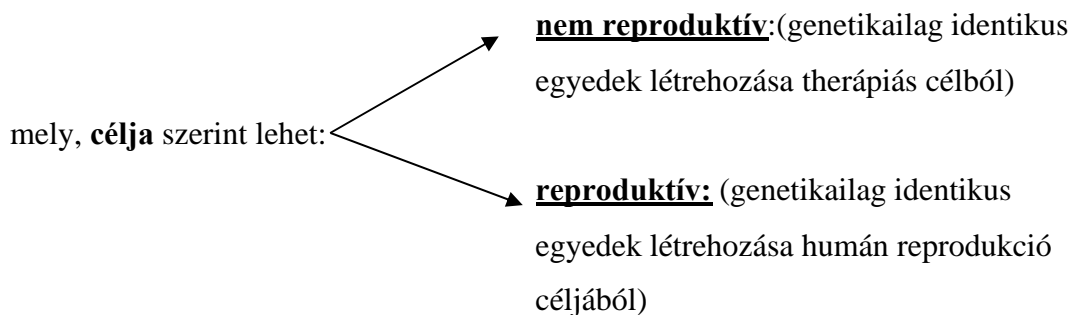 mely, célja szerint lehet:
nem reproduktív:(genetikailag identikus
egyedek létrehozása therápiás célból)
reproduktív: (genetikailag identikus
egyedek létrehozása humán reprodukció
céljából)